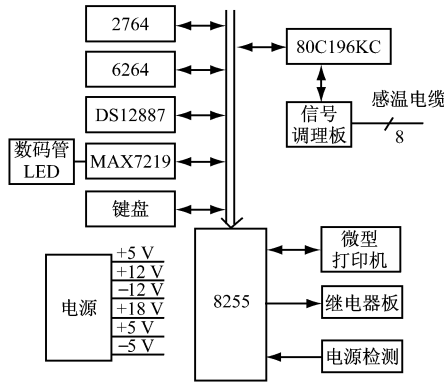 2764
6264
DS12887
数码管
LED
MAX7219
键盘
80C196KC
信号
调理板
感温电缆
8
电源
+5 V
+12 V
−12 V
+18 V
+5 V
−5 V
8255
微型
打印机
继电器板
电源检测